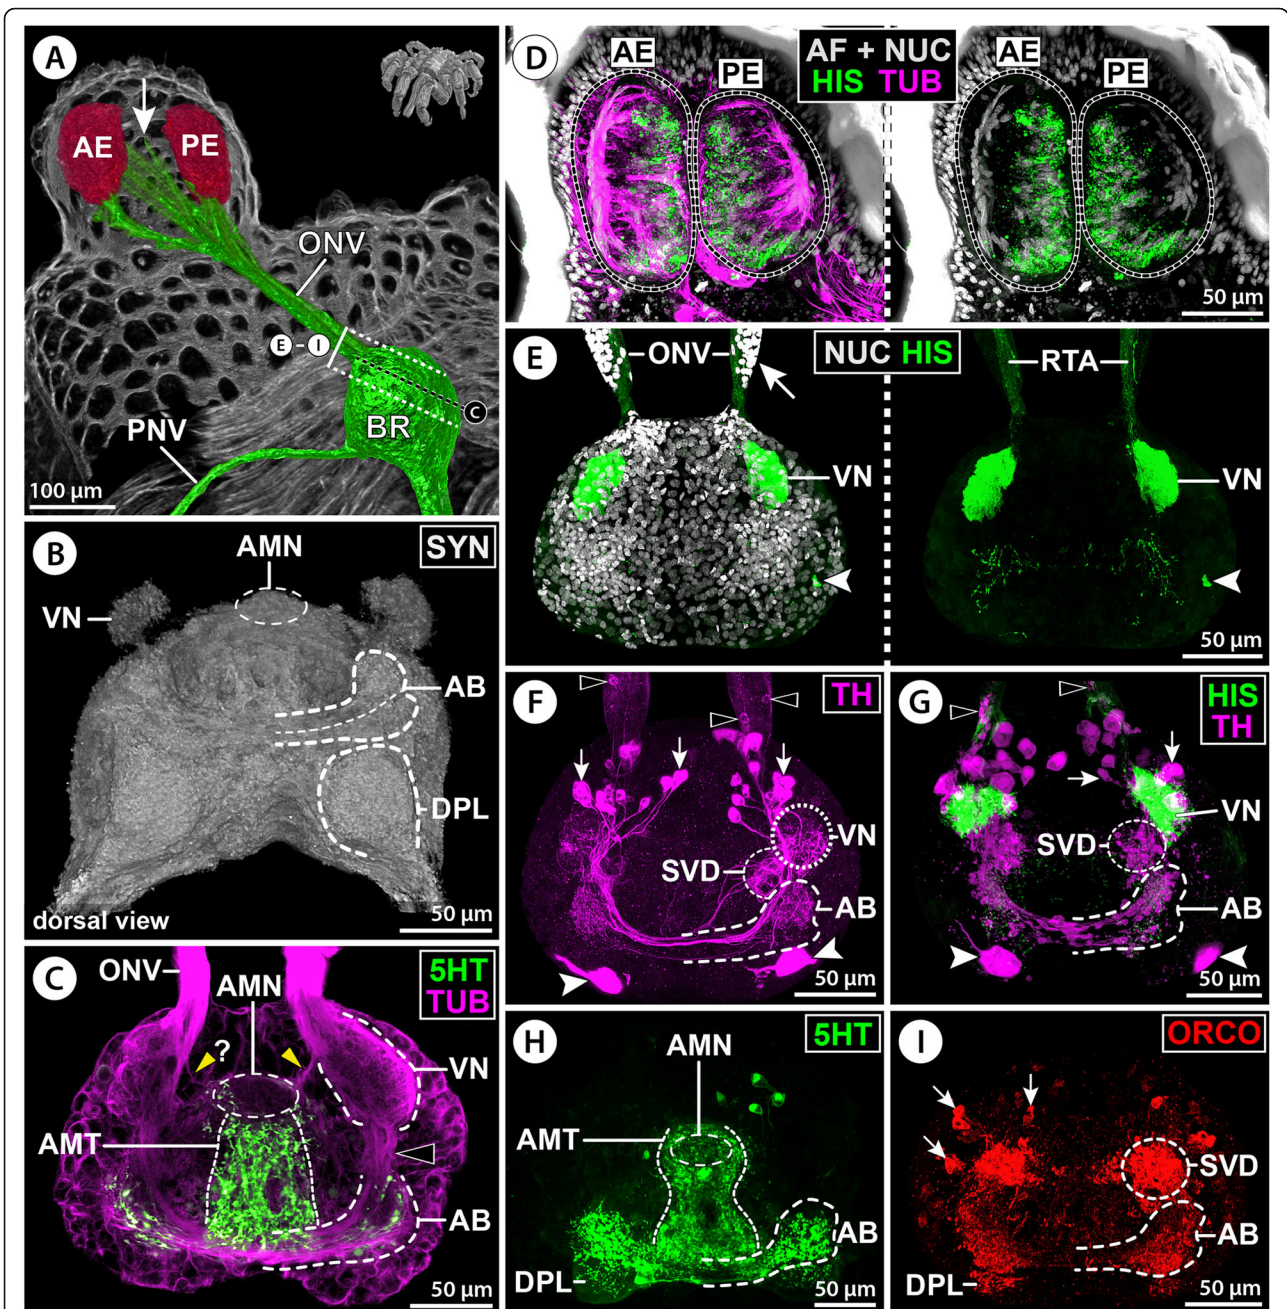 A
AE
PE
ONV
E - I
C
BR
PNV
100 µm
B
AMN
SYN
VN
AB
DPL
dorsal view
50 µm
C
ONV
AMN
5HT
TUB
?
VN
AMT
AB
50 µm
D
AE
PE
AF + NUC
HIS TUB
AE
PE
50 µm
E
ONV
NUC HIS
RTA
VN
VN
50 µm
F
TH
VN
SVD
AB
50 µm
G
HIS
TH
VN
SVD
AB
50 µm
H
AMN
5HT
AMT
AB
DPL
50 µm
I
ORCO
SVD
AB
DPL
50 µm